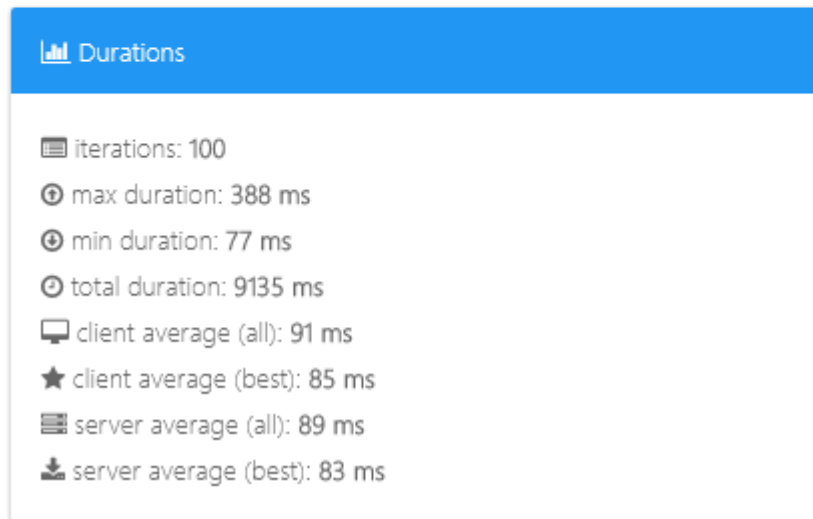 Durations
iterations: 100
max duration: 388 ms
min duration: 77 ms
total duration: 9135 ms
client average (all): 91 ms
client average (best): 85 ms
server average (all): 89 ms
server average (best): 83 ms